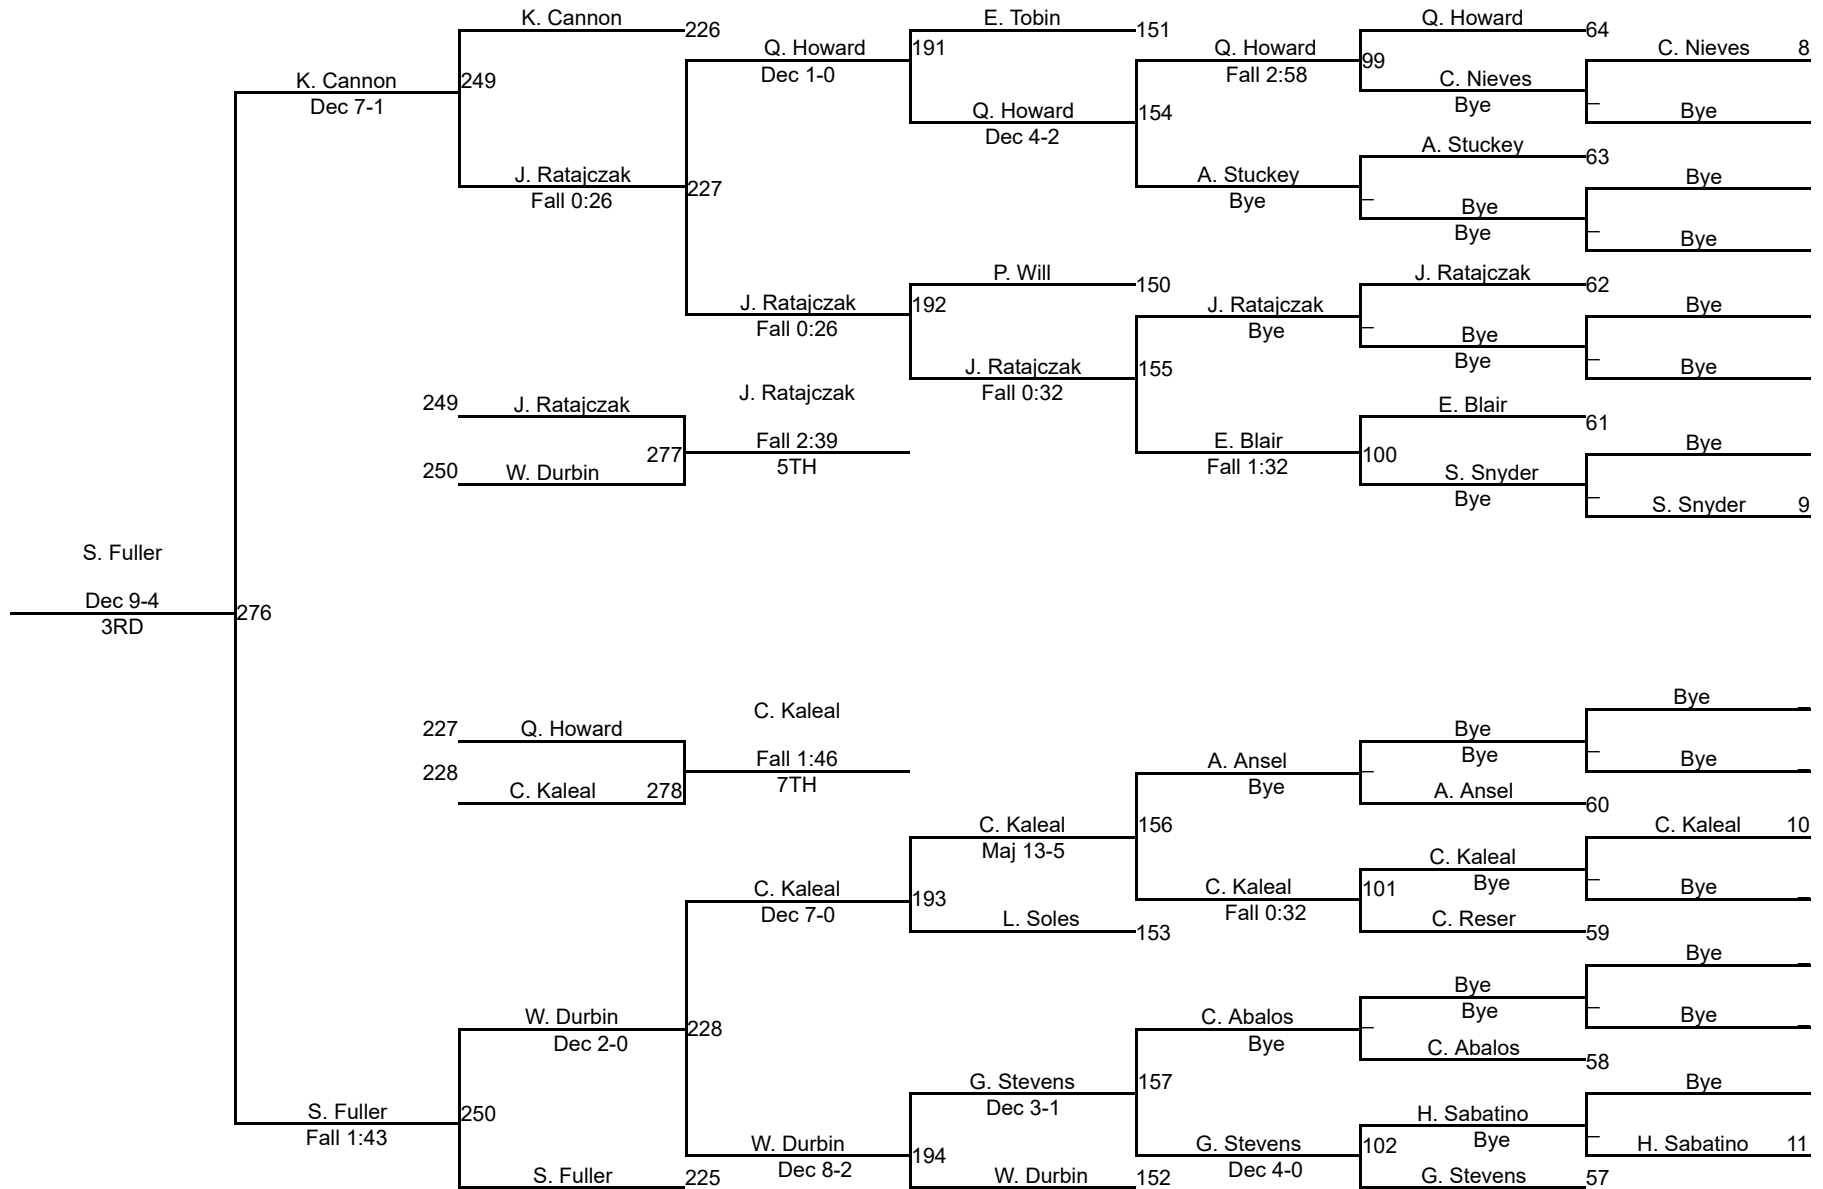 K. Cannon 226
E. Tobin 151
Q. Howard 64
Q. Howard 191
Q. Howard 99
C. Nieves 8
Dec 1-0
Fall 2:58
K. Cannon 249
C. Nieves
Dec 7-1
Bye
Bye
Q. Howard 154
Dec 4-2
A. Stuckey 63
J. Ratajczak 227
A. Stuckey
Bye
Fall 0:26
Bye
Bye
Bye
Bye
P. Will 150
J. Ratajczak 62
J. Ratajczak 192
J. Ratajczak
Bye
Fall 0:26
Bye
Bye
Bye
Bye
J. Ratajczak 155
Fall 0:32
J. Ratajczak
249 J. Ratajczak
E. Blair 61
Fall 2:39
277
5TH
E. Blair 100
Fall 1:32
Bye
250 W. Durbin
S. Snyder
Bye
S. Snyder 9
S. Fuller
Dec 9-4
276
3RD
Bye
C. Kaleal
227 Q. Howard
Bye
Bye
Fall 1:46
A. Ansel
Bye
228
7TH
Bye
C. Kaleal 278
A. Ansel 60
C. Kaleal 156
Maj 13-5
C. Kaleal 10
C. Kaleal
Bye
C. Kaleal 193
Dec 7-0
C. Kaleal 101
Fall 0:32
Bye
L. Soles 153
C. Reser 59
Bye
Bye
Bye
W. Durbin 228
Dec 2-0
C. Abalos
Bye
Bye
C. Abalos 58
G. Stevens 157
Dec 3-1
Bye
S. Fuller 250
Fall 1:43
H. Sabatino
Bye
W. Durbin 194
Dec 8-2
G. Stevens 102
Dec 4-0
H. Sabatino 11
S. Fuller 225
W. Durbin 152
G. Stevens 57